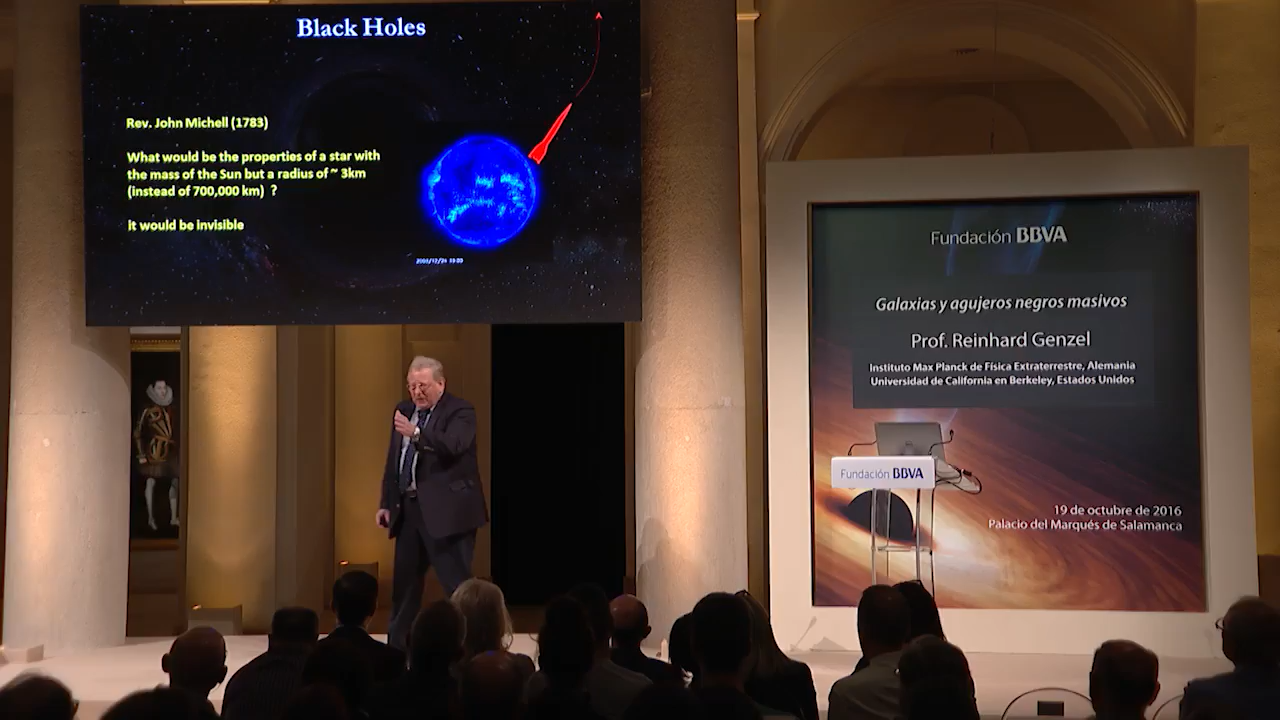 Black Holes
Rev. John Michell (1783)
What would be the properties of a star with
the mass of the Sun but a radius of ~ 3km
(instead of 700,000 km) ?
It would be invisible
Fundación BBVA
Galaxias y agujeros negros masivos
Prof. Reinhard Genzel
Instituto Max Planck de Física Extraterrestre, Alemania
Universidad de California en Berkeley, Estados Unidos
Fundación BBVA
19 de octubre de 2016
Palacio del Marqués de Salamanca